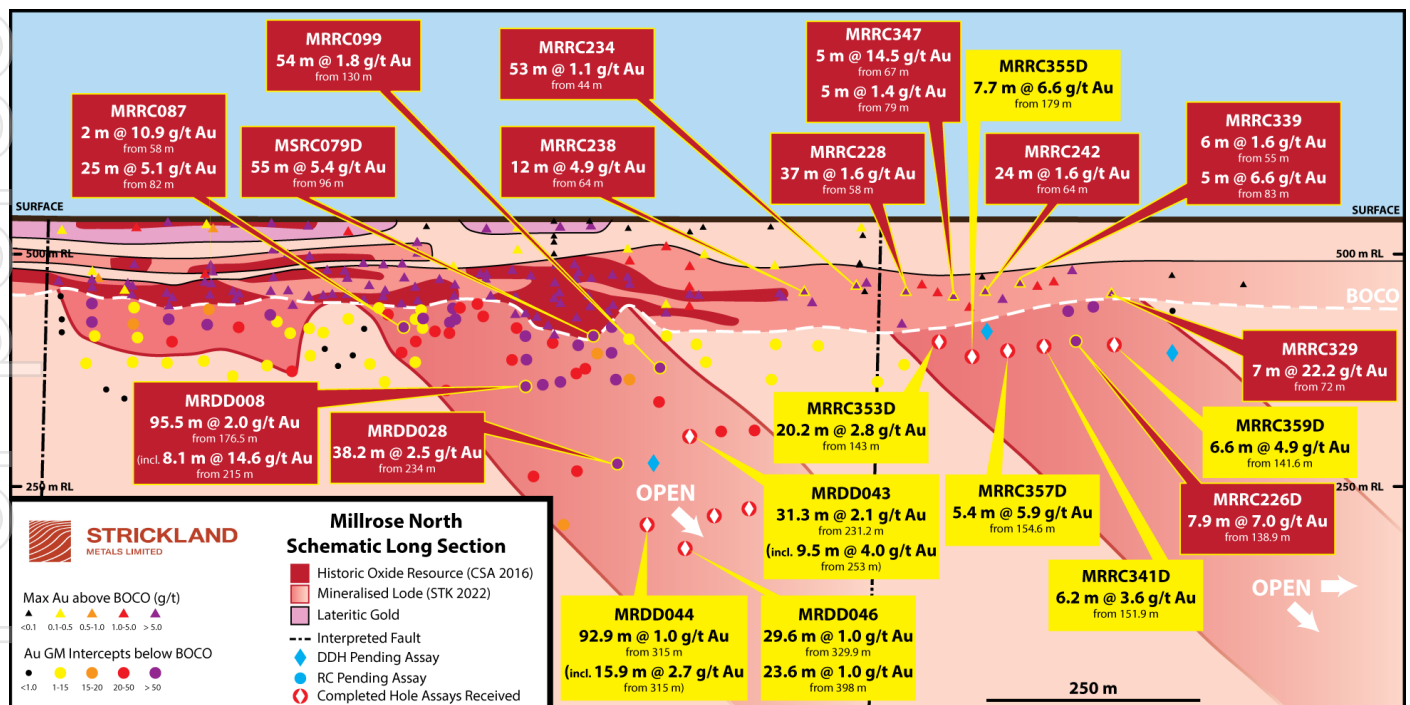 MRRC099
54 m @ 1.8 g/t Au
from 130 m
MRRC234
53 m @ 1.1 g/t Au
from 44 m
MRRC347
5 m @ 14.5 g/t Au
from 67 m
5 m @ 1.4 g/t Au
from 79 m
MRRC355D
7.7 m @ 6.6 g/t Au
from 179 m
MRRC087
2 m @ 10.9 g/t Au
from 58 m
25 m @ 5.1 g/t Au
from 82 m
MSRC079D
55 m @ 5.4 g/t Au
from 96 m
MRRC238
12 m @ 4.9 g/t Au
from 64 m
MRRC228
37 m @ 1.6 g/t Au
from 58 m
MRRC242
24 m @ 1.6 g/t Au
from 64 m
MRRC339
6 m @ 1.6 g/t Au
from 55 m
5 m @ 6.6 g/t Au
from 83 m
SURFACE
SURFACE
500 m RL
500 m RL
BOCO
MRRC329
7 m @ 22.2 g/t Au
from 72 m
MRDD008
95.5 m @ 2.0 g/t Au
from 176.5 m
(incl. 8.1 m @ 14.6 g/t Au
from 215 m
MRDD028
38.2 m @ 2.5 g/t Au
from 234 m
MRRC353D
20.2 m @ 2.8 g/t Au
from 143 m
MRRC359D
6.6 m @ 4.9 g/t Au
from 141.6 m
250 m RL
250 m RL
OPEN
MRDD043
31.3 m @ 2.1 g/t Au
from 231.2 m
(incl. 9.5 m @ 4.0 g/t Au
from 253 m)
MRRC357D
5.4 m @ 5.9 g/t Au
from 154.6 m
MRRC226D
7.9 m @ 7.0 g/t Au
from 138.9 m
MRRC341D
6.2 m @ 3.6 g/t Au
from 151.9 m
OPEN
MRDD044
92.9 m @ 1.0 g/t Au
from 315 m
(incl. 15.9 m @ 2.7 g/t Au
from 315 m)
MRDD046
29.6 m @ 1.0 g/t Au
from 329.9 m
23.6 m @ 1.0 g/t Au
from 398 m
250 m
STRICKLAND
METALS LIMITED
Max Au above BOCO (g/t)
<0.1 0.1-0.5 0.5-1.0 1.0-5.0 > 5.0
Au GM Intercepts below BOCO
<1.0 1-15 15-20 20-50 > 50
Millrose North
Schematic Long Section
Historic Oxide Resource (CSA 2016)
Mineralised Lode (STK 2022)
Lateritic Gold
Interpreted Fault
DDH Pending Assay
RC Pending Assay
Completed Hole Assays Received